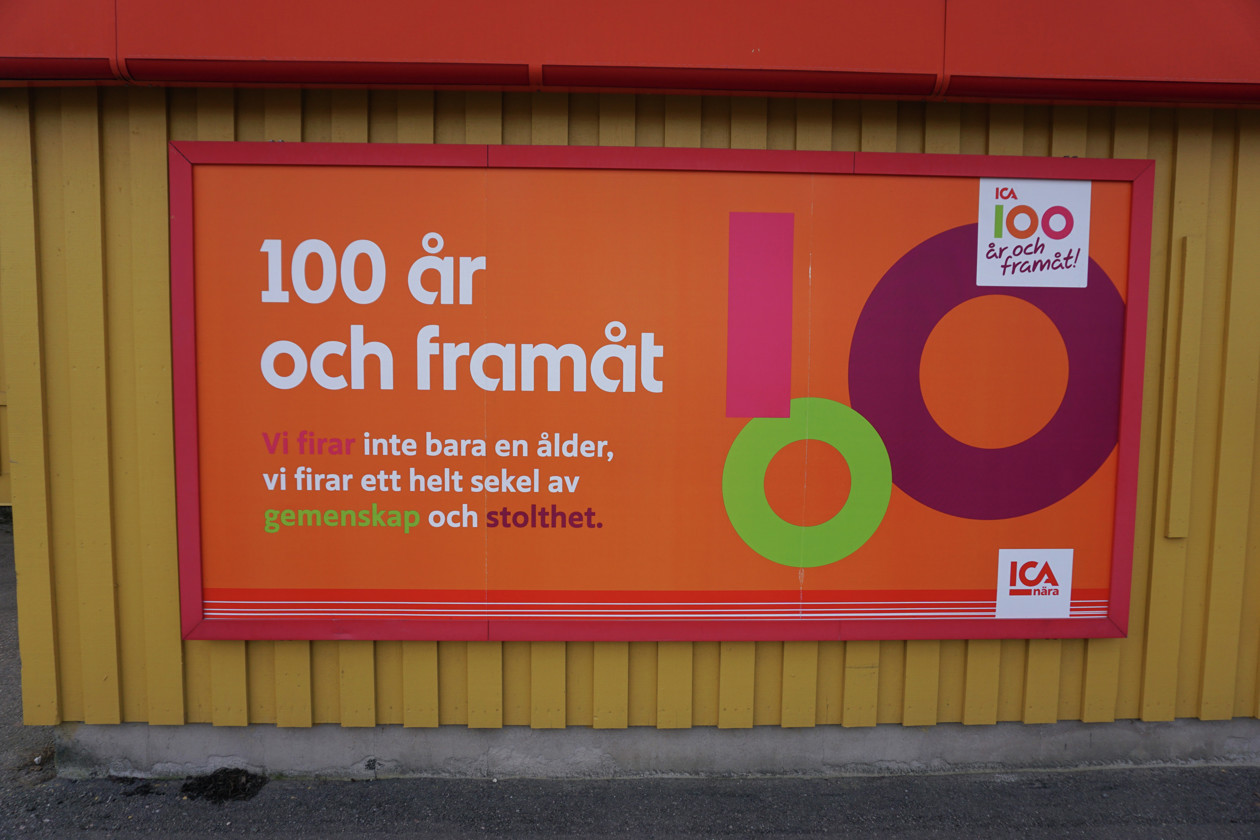 100 år
och framåt
Vi firar inte bara en ålder,
vi firar ett helt sekel av
gemenskap och stolthet.
ICA
100
år och
framåt!
ICA
nära